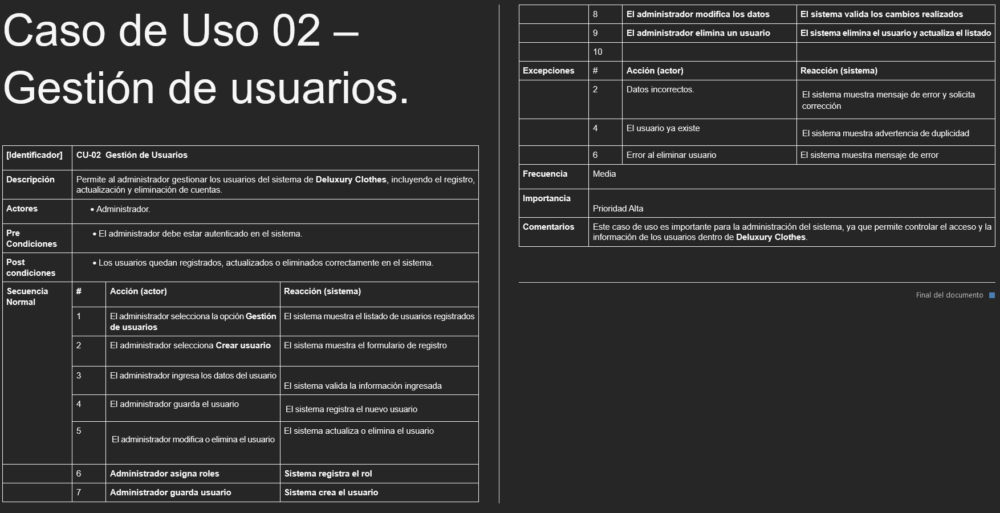 Caso de Uso 02 –
Gestión de usuarios.
[Identificador] CU-02 Gestión de Usuarios
Descripción Permite al administrador gestionar los usuarios del sistema de Deluxury Clothes, incluyendo el registro,
actualización y eliminación de cuentas.
Actores • Administrador.
Pre • El administrador debe estar autenticado en el sistema.
Condiciones
Post • Los usuarios quedan registrados, actualizados o eliminados correctamente en el sistema.
condiciones
Secuencia # Acción (actor) Reacción (sistema)
Normal
1 El administrador selecciona la opción Gestión El sistema muestra el listado de usuarios registrados
de usuarios
2 El administrador selecciona Crear usuario El sistema muestra el formulario de registro
3 El administrador ingresa los datos del usuario
El sistema valida la información ingresada
4 El administrador guarda el usuario
El sistema registra el nuevo usuario
5 El sistema actualiza o elimina el usuario
El administrador modifica o elimina el usuario
6 Administrador asigna roles Sistema registra el rol
7 Administrador guarda usuario Sistema crea el usuario
8 El administrador modifica los datos El sistema valida los cambios realizados
9 El administrador elimina un usuario El sistema elimina el usuario y actualiza el listado
10
Excepciones # Acción (actor) Reacción (sistema)
2 Datos incorrectos.
El sistema muestra mensaje de error y solicita
corrección
4 El usuario ya existe
El sistema muestra advertencia de duplicidad
6 Error al eliminar usuario El sistema muestra mensaje de error
Frecuencia Media
Importancia
Prioridad Alta
Comentarios Este caso de uso es importante para la administración del sistema, ya que permite controlar el acceso y la
información de los usuarios dentro de Deluxury Clothes.
Final del documento